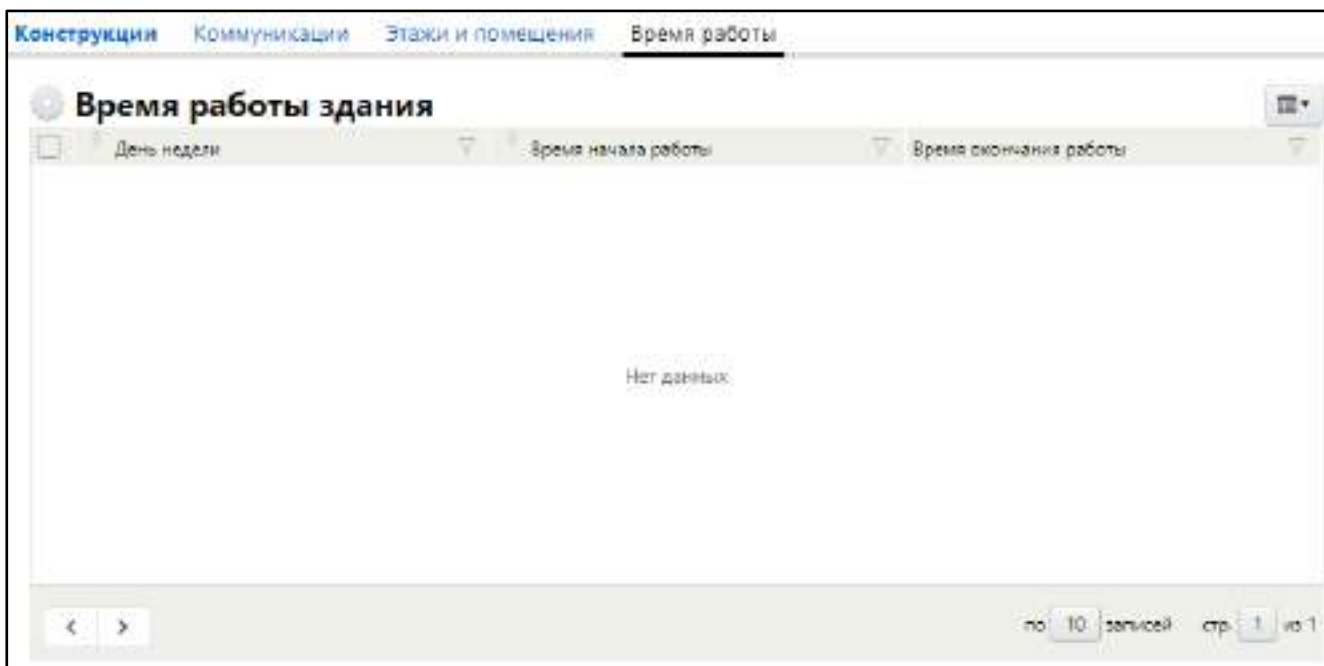 Конструкции Коммуникации Этажи и помещения Время работы
Время работы здания
День недели Время начала работы Время окончания работы
Нет данных
по 10 записей стр. 1 из 1